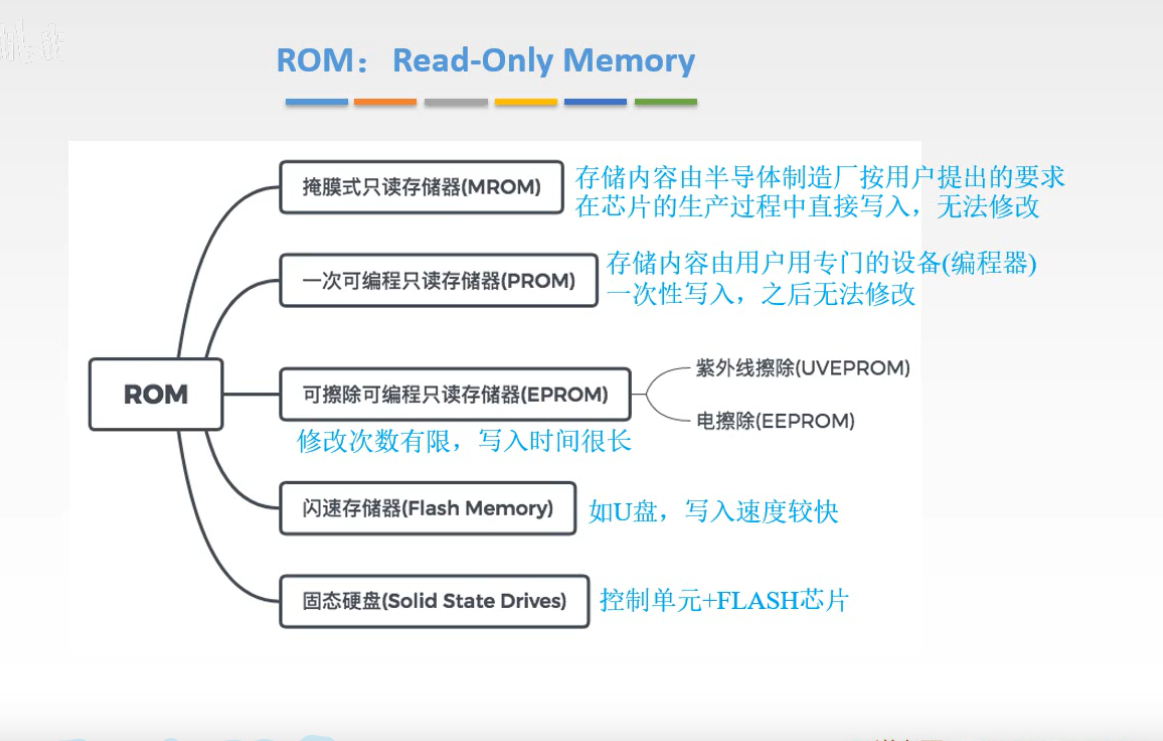 ROM：Read-Only Memory
掩膜式只读存储器(MROM)
存储内容由半导体制造厂按用户提出的要求
在芯片的生产过程中直接写入，无法修改
一次可编程只读存储器(PROM)
存储内容由用户用专门的设备(编程器)
一次性写入，之后无法修改
ROM
可擦除可编程只读存储器(EPROM)
紫外线擦除(UVEPROM)
电擦除(EEPROM)
修改次数有限，写入时间很长
闪速存储器(Flash Memory)
如U盘，写入速度较快
固态硬盘(Solid State Drives)
控制单元+FLASH芯片